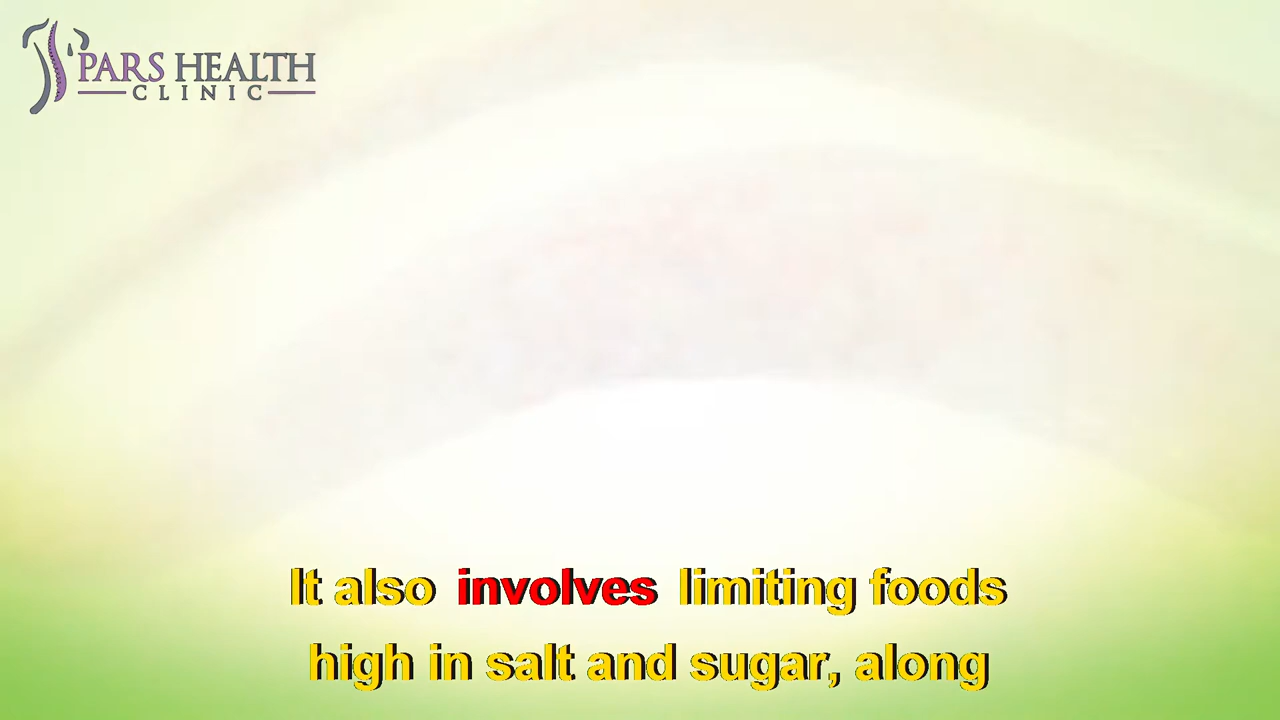 PARS HEALTH
CLINIC
It also involves limiting foods
high in salt and sugar, along